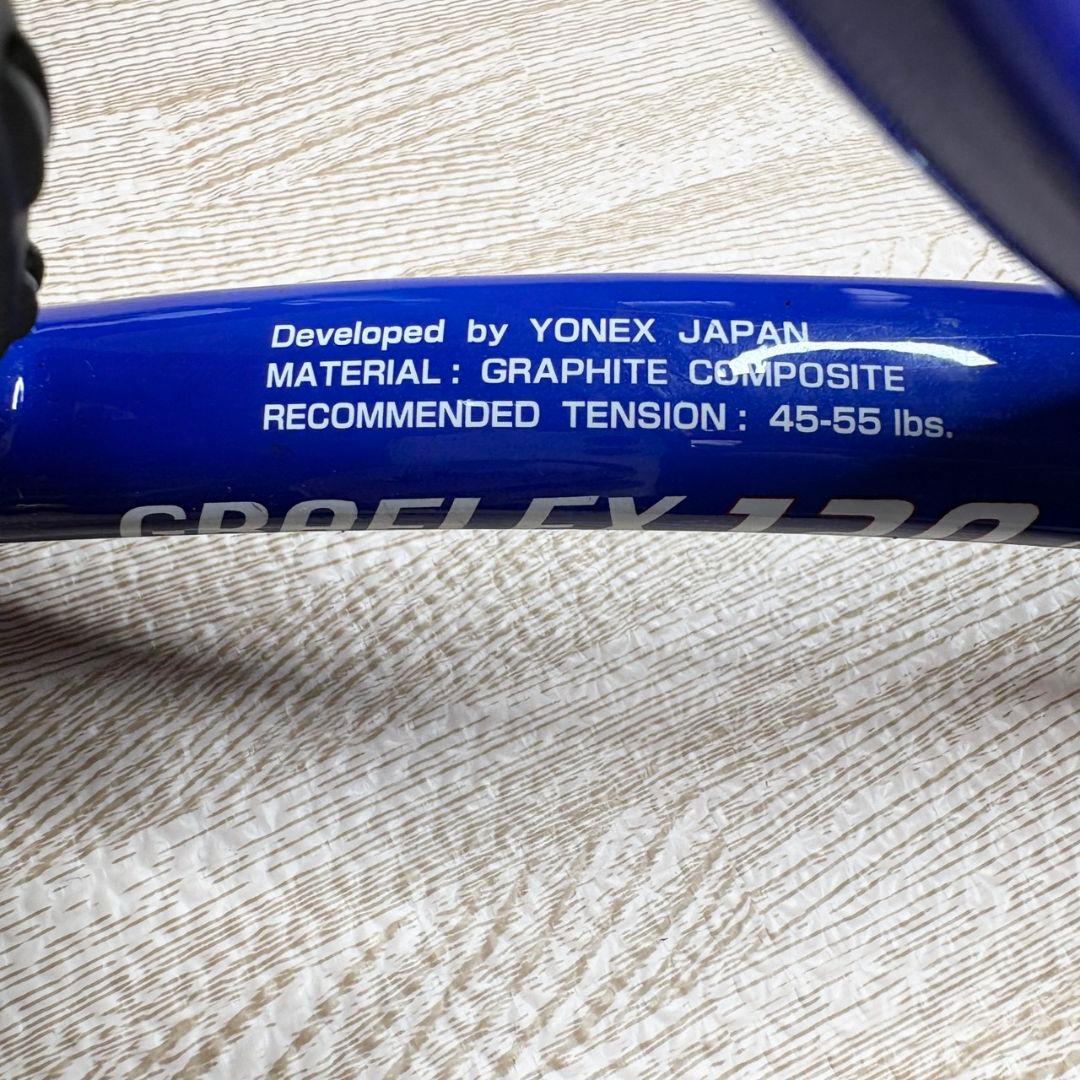 Developed by YONEX JAPAN
MATERIAL : GRAPHITE COMPOSITE
RECOMMENDED TENSION : 45-55 lbs.